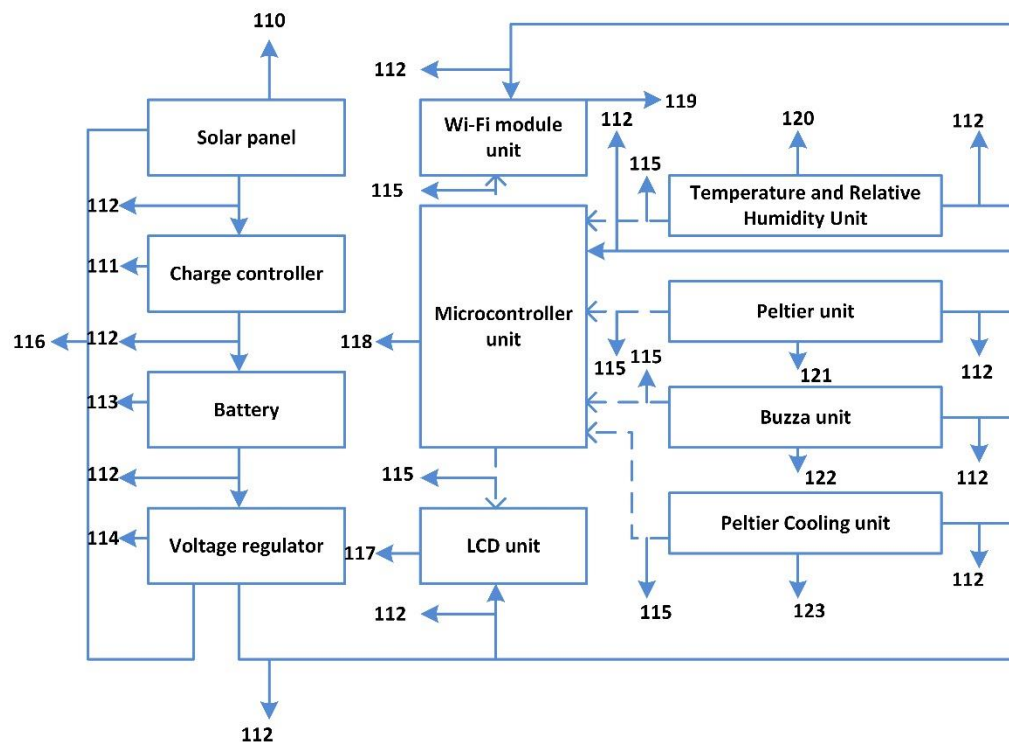 110
112
119
Wi-Fi module
unit
112
120
112
Solar panel
115
115
Temperature and Relative
Humidity Unit
112
111
Charge controller
Microcontroller
unit
Peltier unit
116
112
118
115
115
121
112
113
Battery
Buzza unit
112
115
122
112
114
Voltage regulator
117
LCD unit
Peltier Cooling unit
112
112
115
123
112